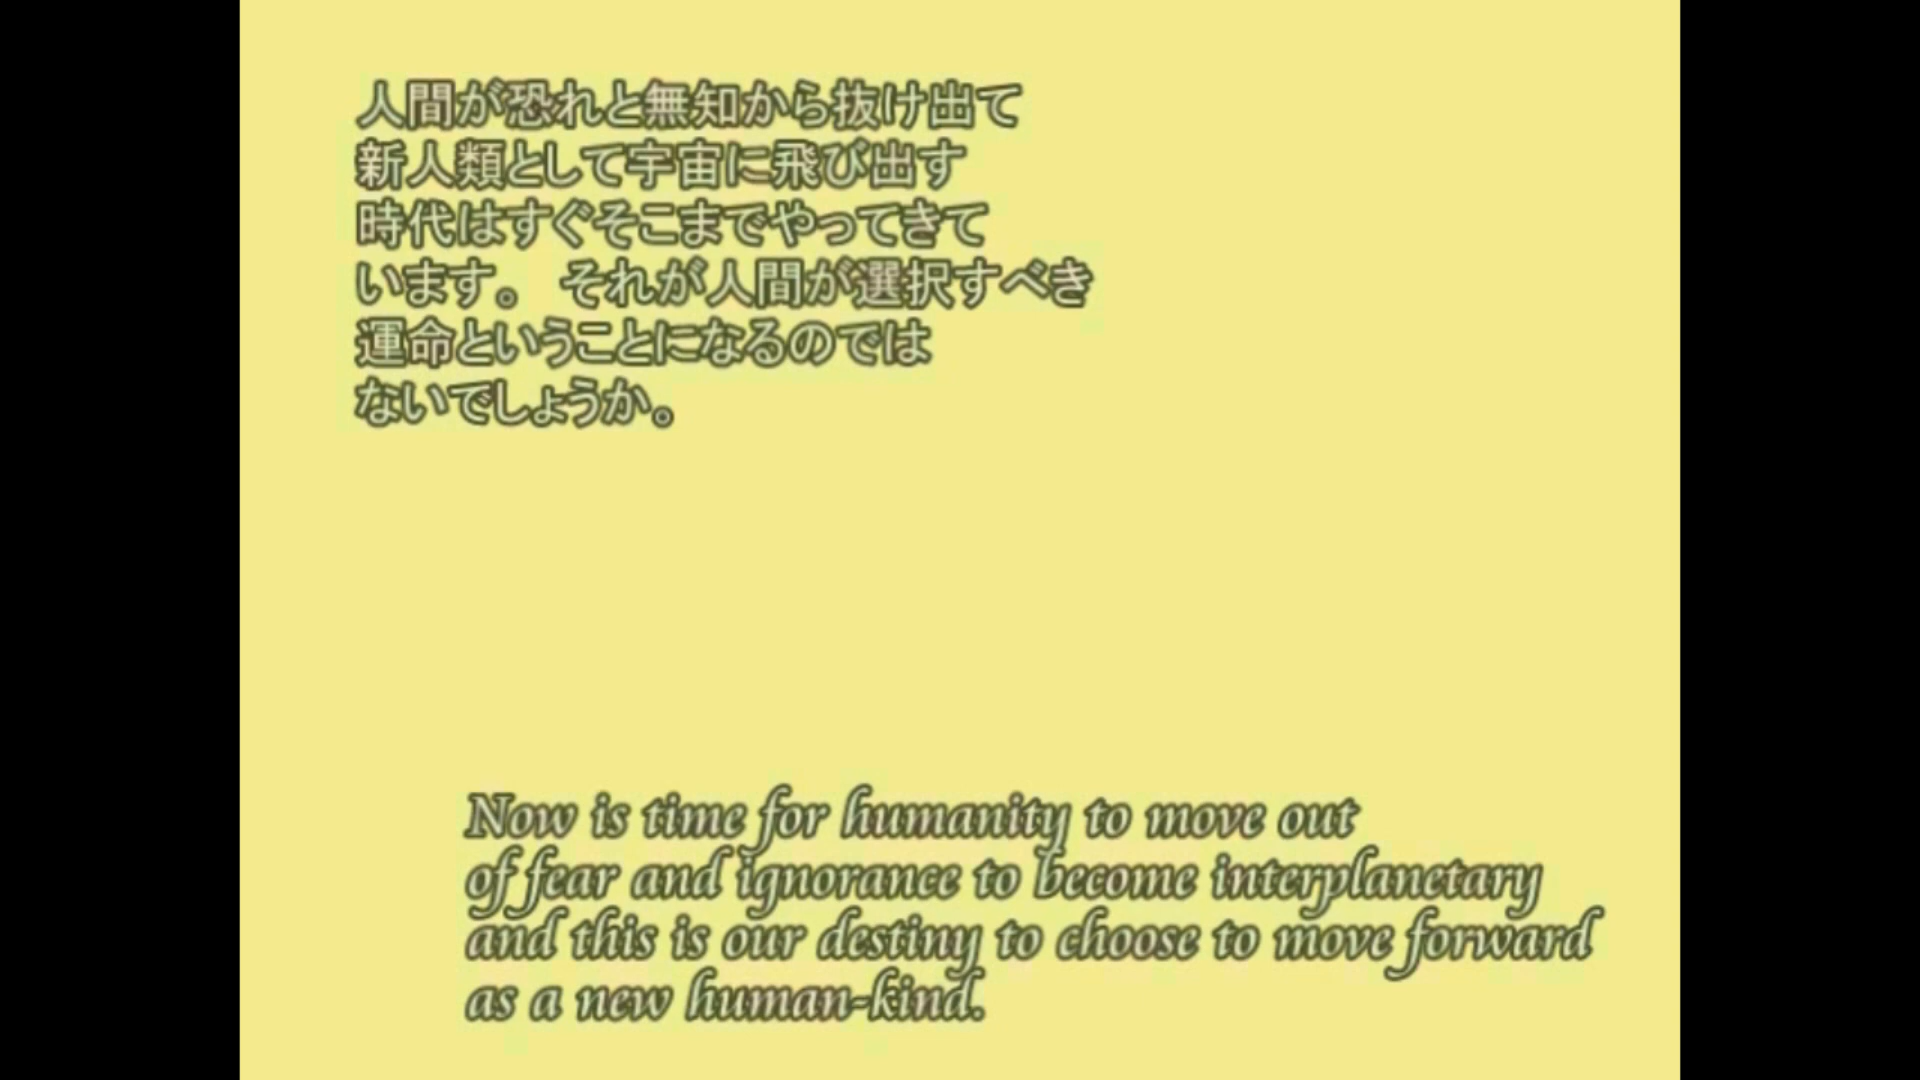 人間が恐れと無知から抜け出て
新人類として宇宙に飛び出す
時代はすぐそこまでやってきて
います。 それが人間が選択すべき
運命ということになるのでは
ないでしょうか。
Now is time for humanity to move out
of fear and ignorance to become interplanetary
and this is our destiny to choose to move forward
as a new human-kind.